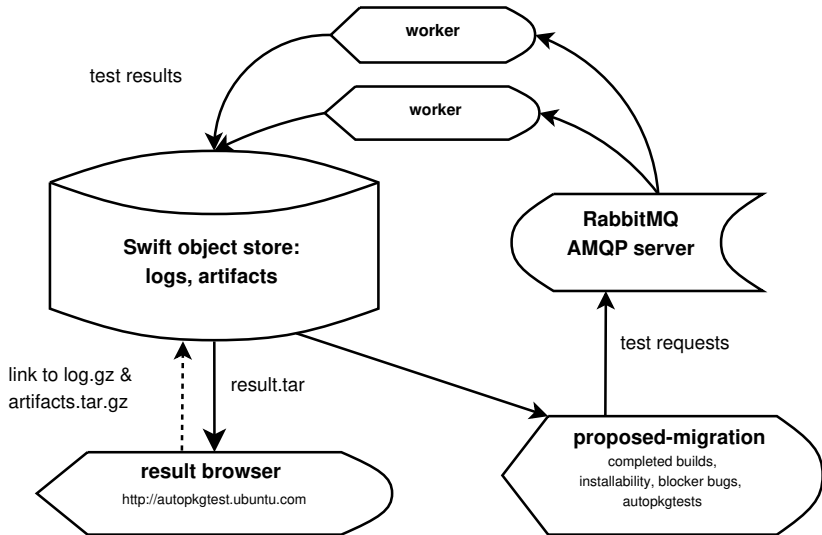 worker
test results
worker
RabbitMQ
AMQP server
Swift object store:
logs, artifacts
test requests
link to log.gz &
artifacts.tar.gz
result.tar
proposed-migration
completed builds,
installability, blocker bugs,
autopkgtests
result browser
http://autopkgtest.ubuntu.com